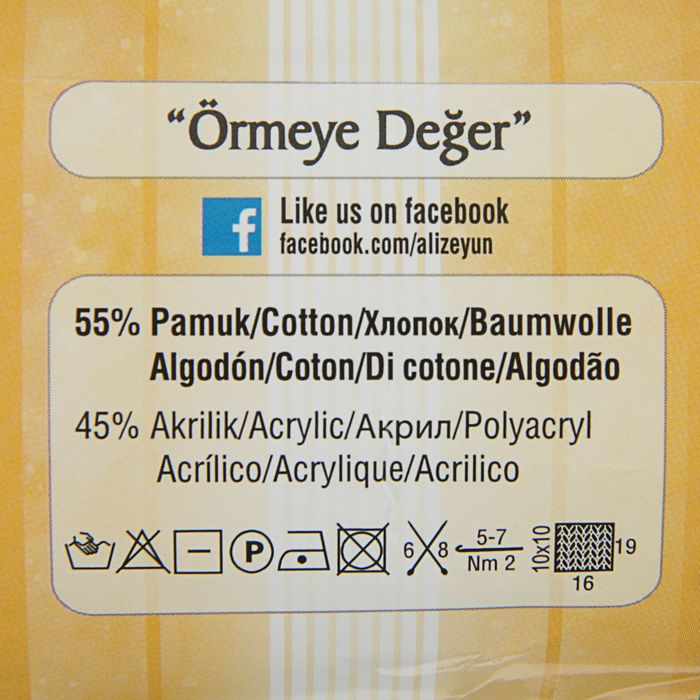 “Örmeye Değer”
f Like us on facebook
facebook.com/alizeyun
55% Pamuk/Cotton/Хлопок/Baumwolle
Algodón/Coton/Di cotone/Algodão
45% Akrilik/Acrylic/Акрил/Polyacryl
Acrílico/Acrylique/Acrilico
P 6 8 5-7 Nm 2 10x10 19 16